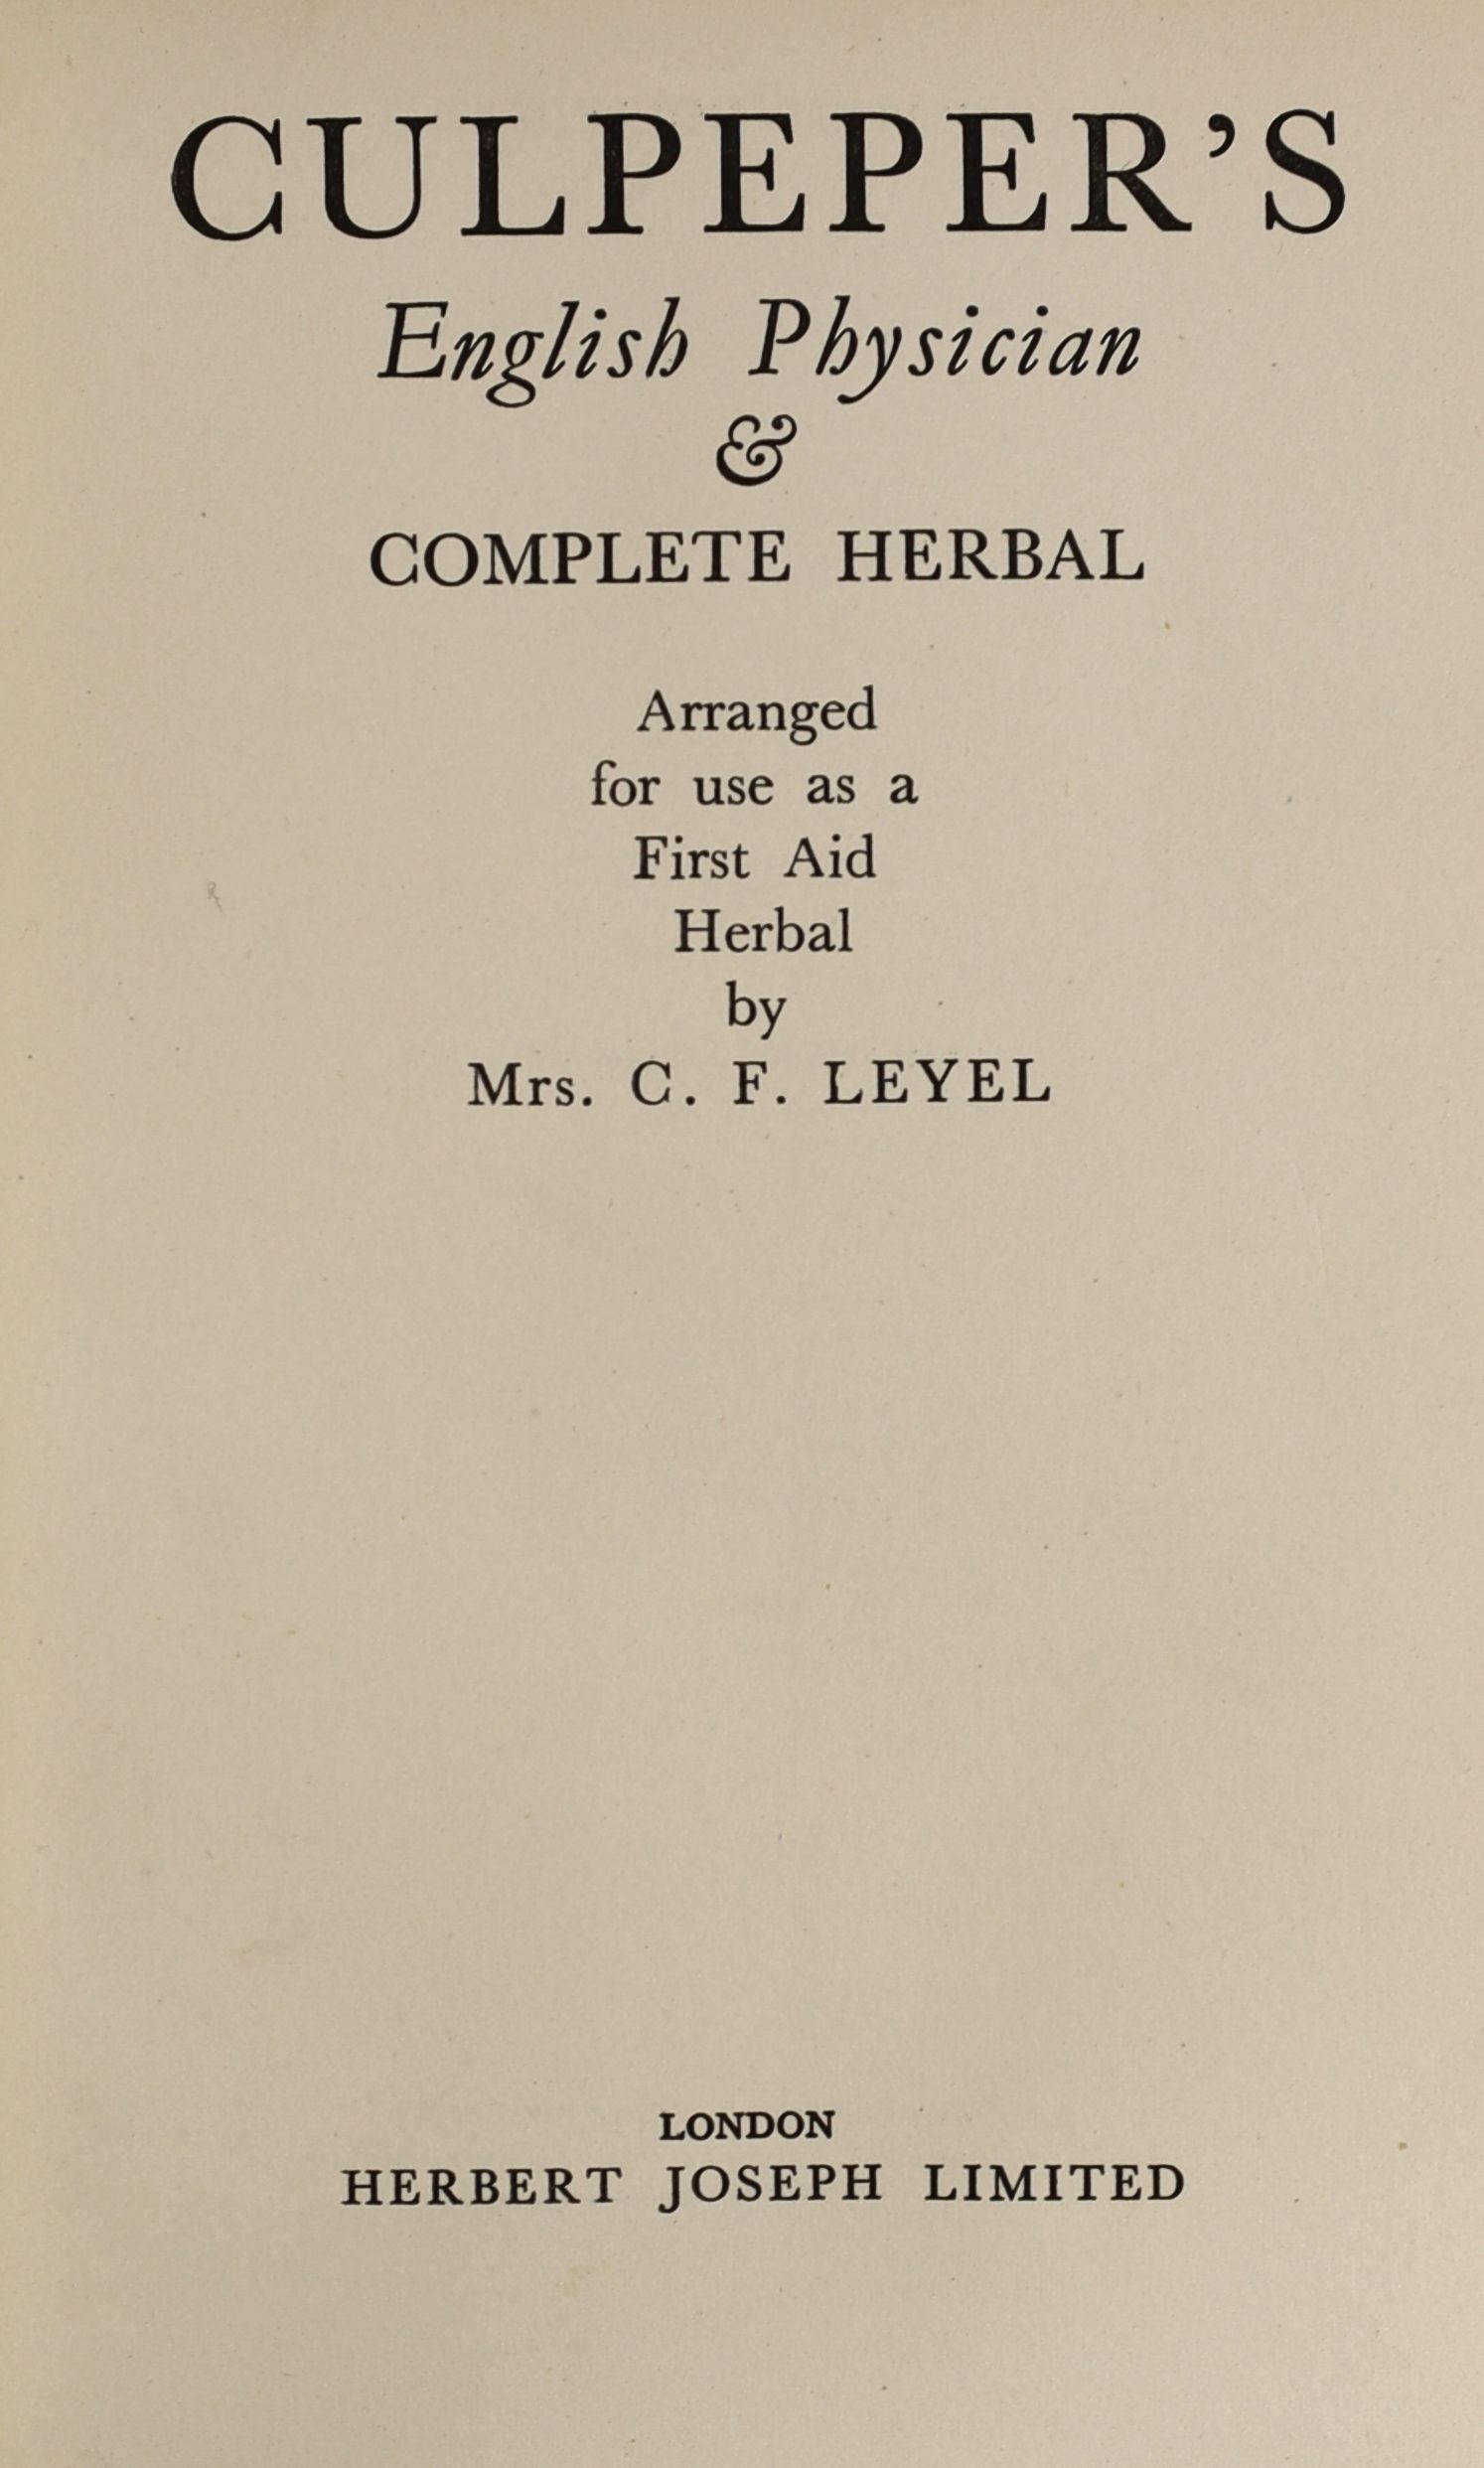 CULPEPER’S
English Physician
&
COMPLETE HERBAL
Arranged
for use as a
First Aid
Herbal
by
Mrs. C. F. LEYEL
LONDON
HERBERT JOSEPH LIMITED